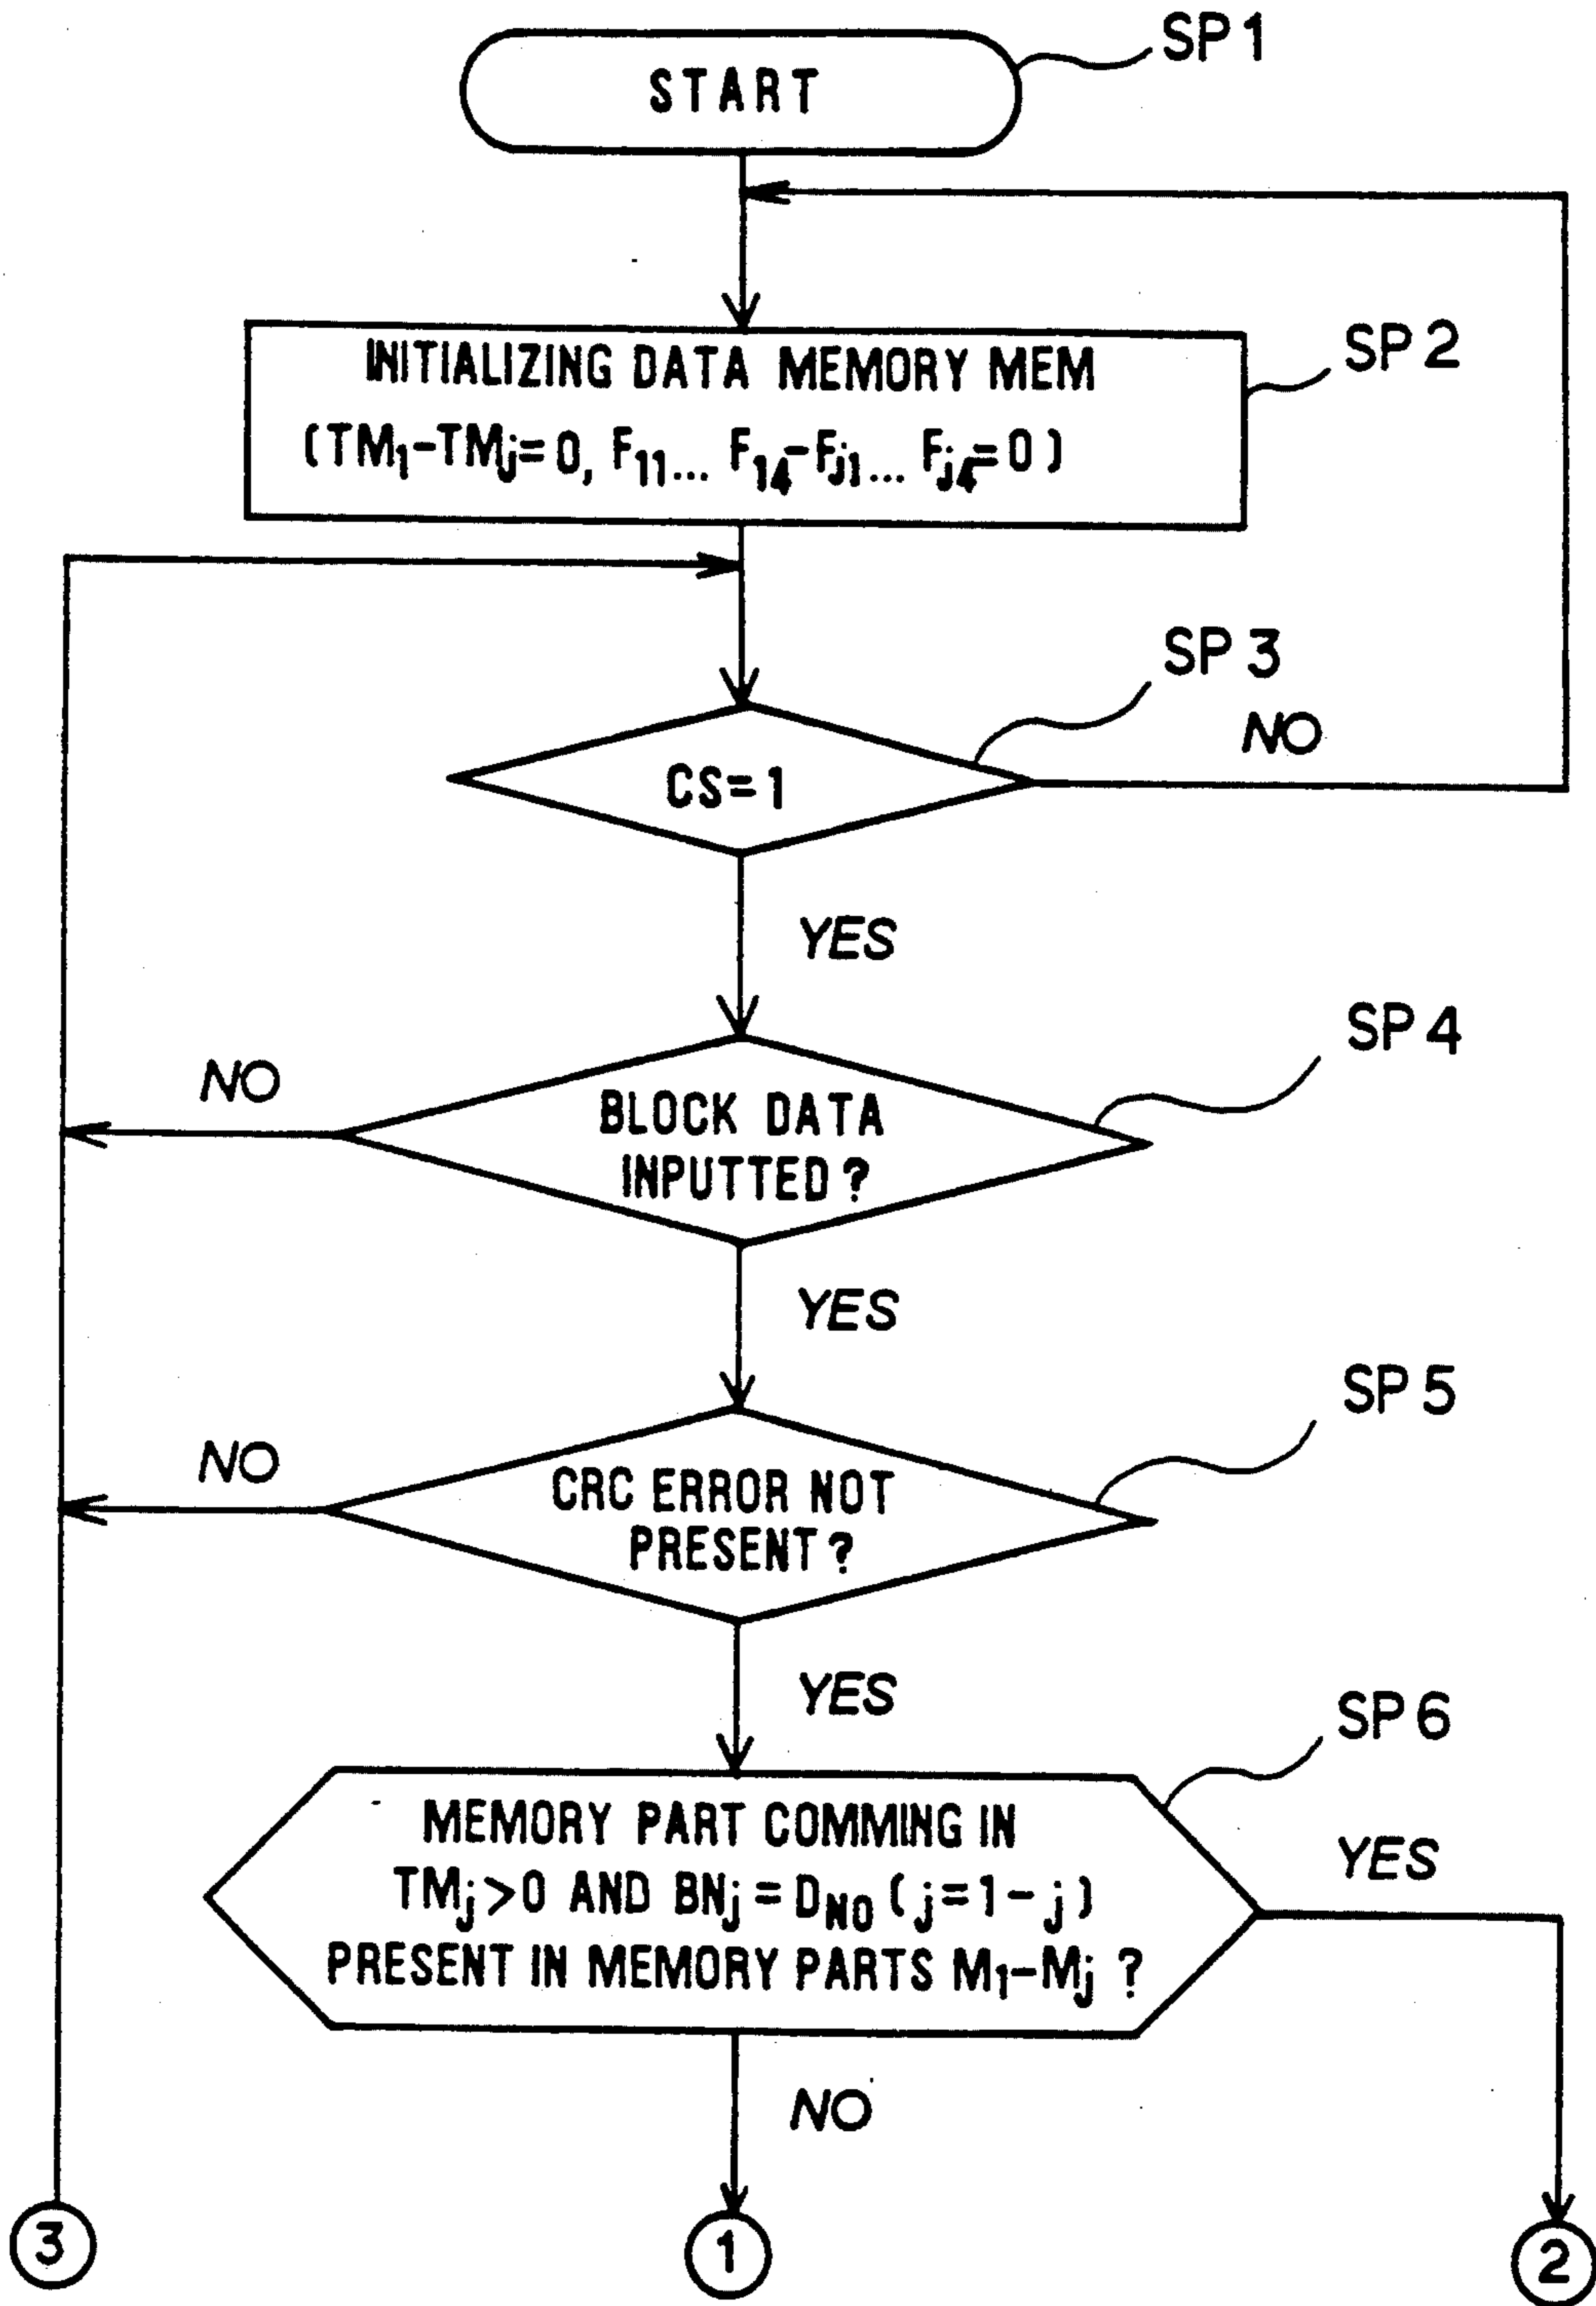 SP1
START
SP2
INITIALIZING DATA MEMORY MEM
(TM₁-TMⱼ=0, F₁₁... F₁₄-Fⱼ₁... Fⱼ₄=0)
SP3
NO
CS=1
YES
SP4
NO
BLOCK DATA
INPUTTED?
YES
SP5
NO
CRC ERROR NOT
PRESENT?
YES
SP6
MEMORY PART COMMING IN
YES
TMⱼ>0 AND BNⱼ=D_NO (j=1-j)
PRESENT IN MEMORY PARTS M₁-Mⱼ ?
NO
3
1
2